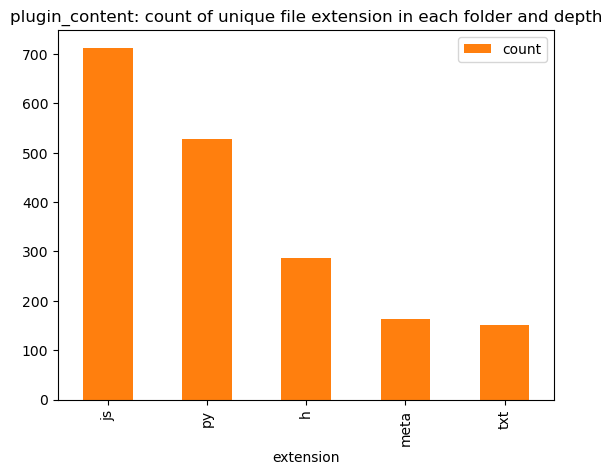 plugin_content: count of unique file extension in each folder and depth
count
700
600
500
400
300
200
100
0
js
py
h
meta
txt
extension